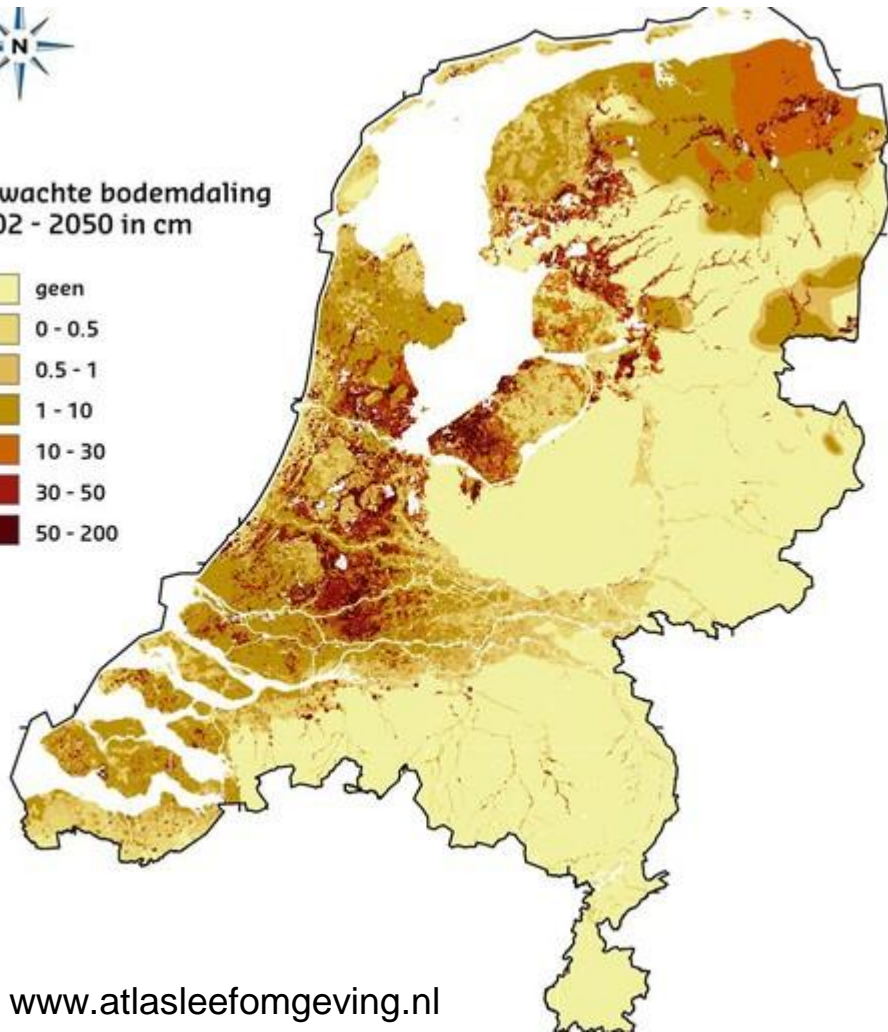 N
wachte bodemdaling
02 - 2050 in cm
geen
0 - 0.5
0.5 - 1
1 - 10
10 - 30
30 - 50
50 - 200
www.atlasleefomgeving.nl